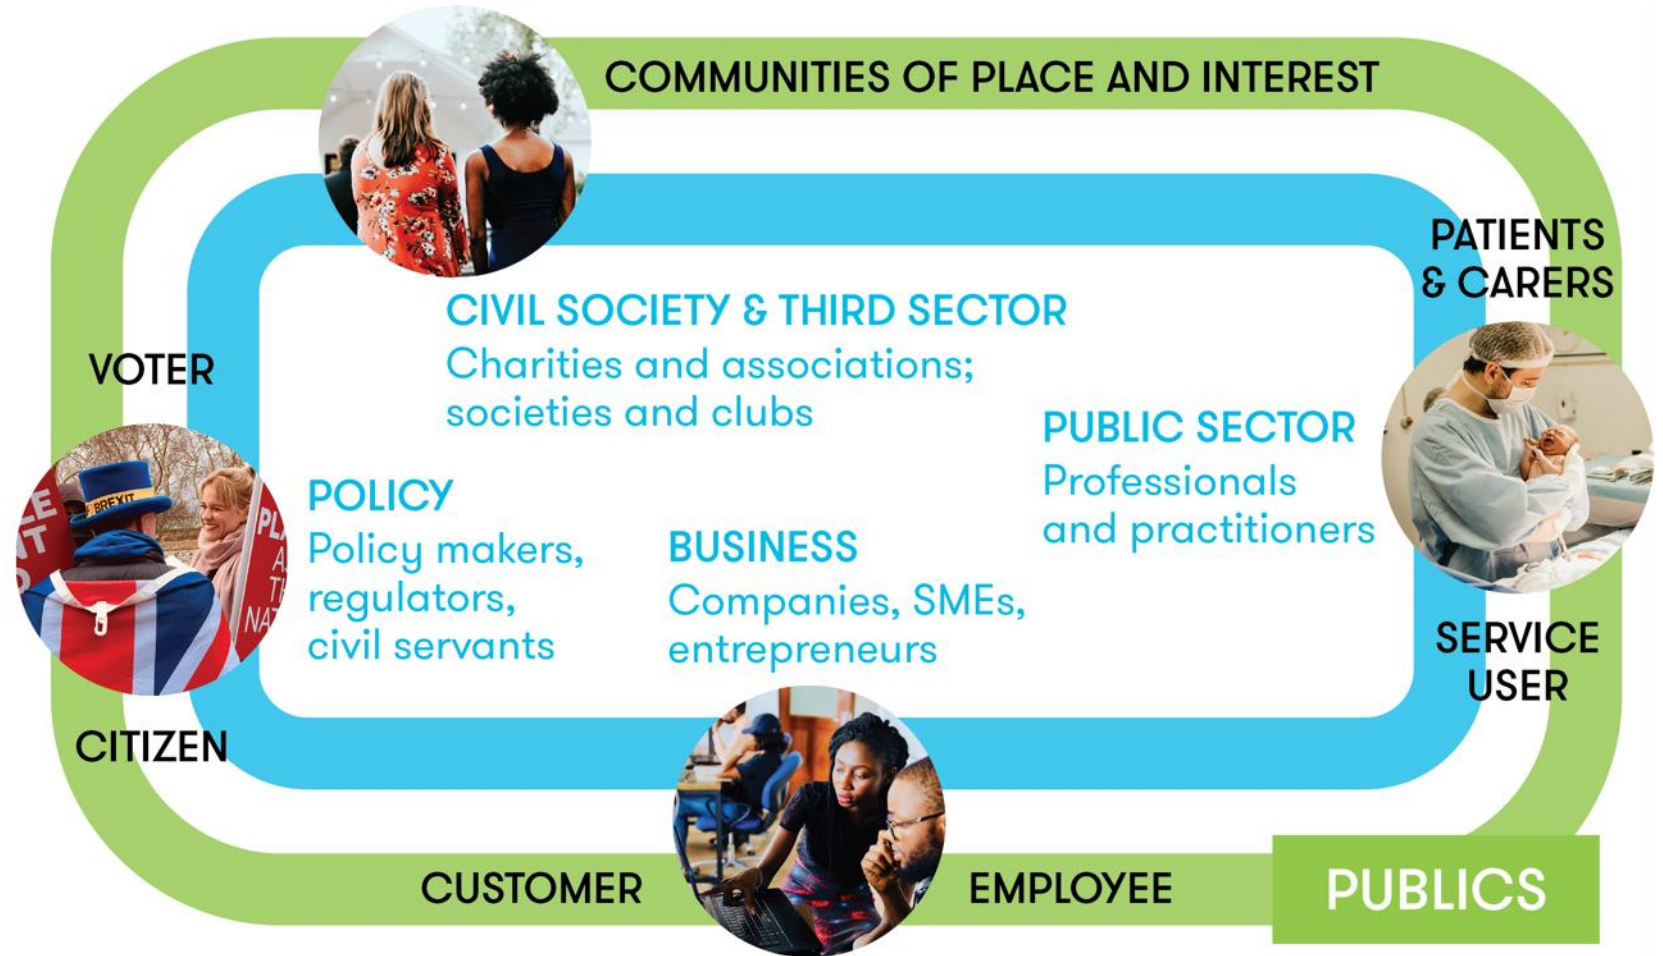 COMMUNITIES OF PLACE AND INTEREST
PATIENTS
& CARERS
CIVIL SOCIETY & THIRD SECTOR
Charities and associations;
societies and clubs
VOTER
PUBLIC SECTOR
Professionals
and practitioners
BREXIT
POLICY
Policy makers,
regulators,
civil servants
BUSINESS
Companies, SMEs,
entrepreneurs
SERVICE
USER
CITIZEN
CUSTOMER
EMPLOYEE
PUBLICS